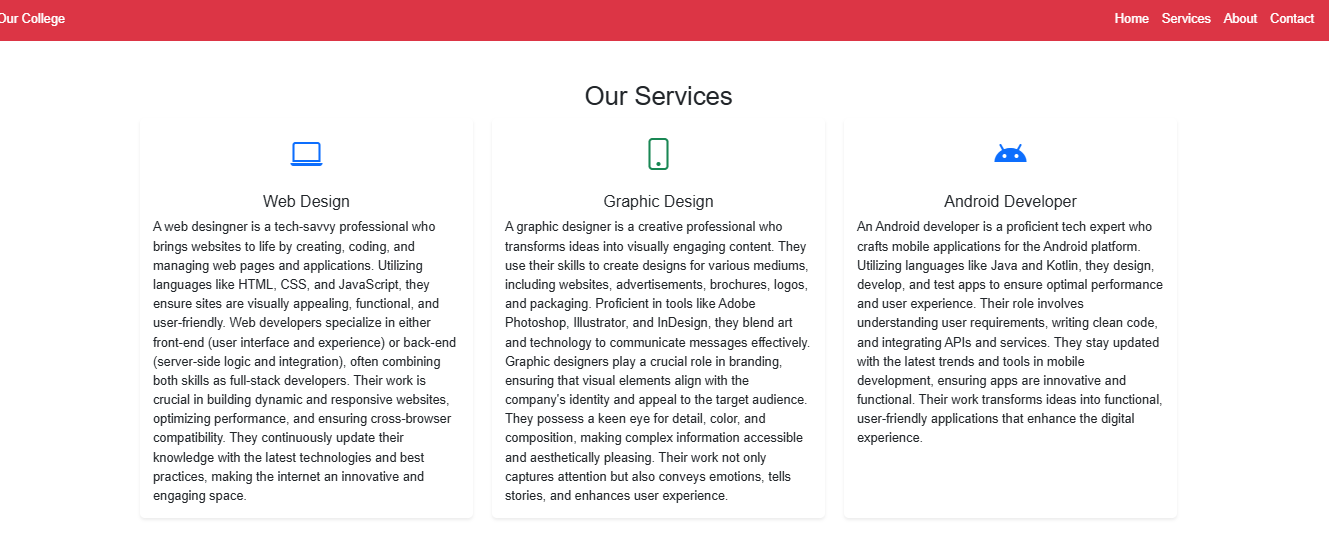 Our College
Home Services About Contact
Our Services
Web Design
A web desingner is a tech-savvy professional who
brings websites to life by creating, coding, and
managing web pages and applications. Utilizing
languages like HTML, CSS, and JavaScript, they
ensure sites are visually appealing, functional, and
user-friendly. Web developers specialize in either
front-end (user interface and experience) or back-end
(server-side logic and integration), often combining
both skills as full-stack developers. Their work is
crucial in building dynamic and responsive websites,
optimizing performance, and ensuring cross-browser
compatibility. They continuously update their
knowledge with the latest technologies and best
practices, making the internet an innovative and
engaging space.
Graphic Design
A graphic designer is a creative professional who
transforms ideas into visually engaging content. They
use their skills to create designs for various mediums,
including websites, advertisements, brochures, logos,
and packaging. Proficient in tools like Adobe
Photoshop, Illustrator, and InDesign, they blend art
and technology to communicate messages effectively.
Graphic designers play a crucial role in branding,
ensuring that visual elements align with the
company's identity and appeal to the target audience.
They possess a keen eye for detail, color, and
composition, making complex information accessible
and aesthetically pleasing. Their work not only
captures attention but also conveys emotions, tells
stories, and enhances user experience.
Android Developer
An Android developer is a proficient tech expert who
crafts mobile applications for the Android platform.
Utilizing languages like Java and Kotlin, they design,
develop, and test apps to ensure optimal performance
and user experience. Their role involves
understanding user requirements, writing clean code,
and integrating APIs and services. They stay updated
with the latest trends and tools in mobile
development, ensuring apps are innovative and
functional. Their work transforms ideas into functional,
user-friendly applications that enhance the digital
experience.